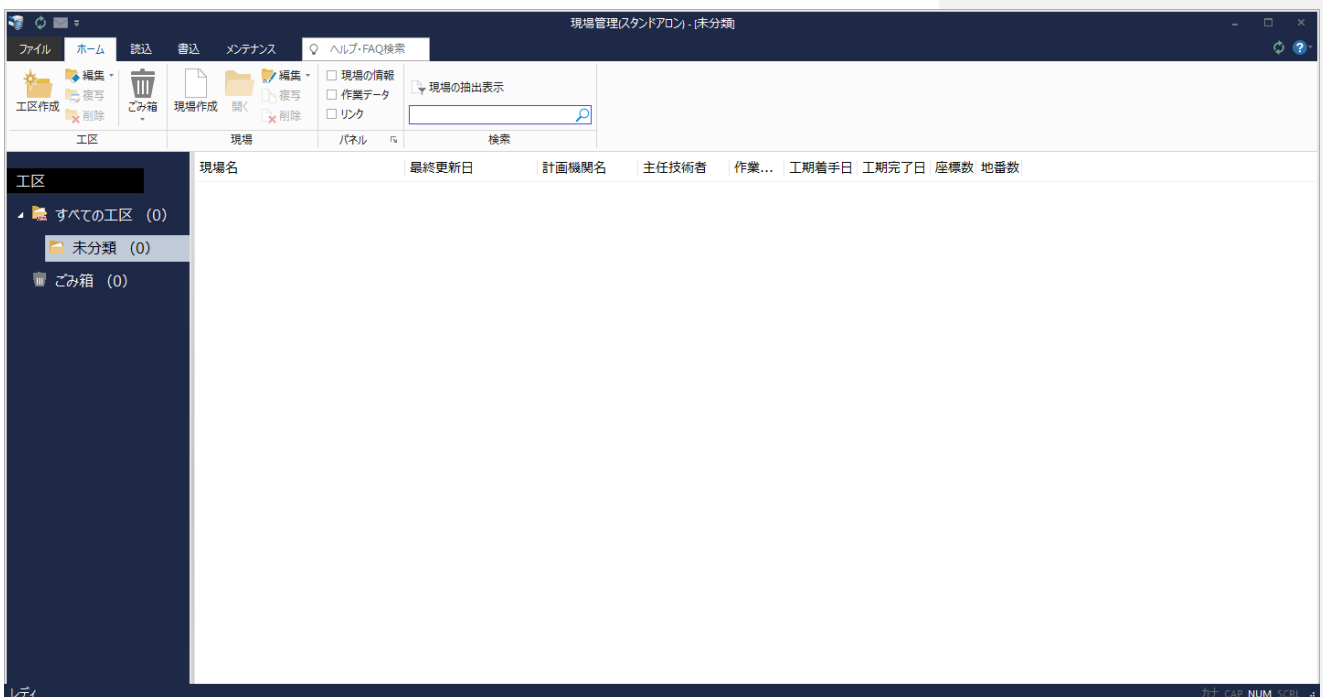 現場管理(スタンドアロン) - [未分類]
ファイル ホーム 読込 書込 メンテナンス ヘルプ・FAQ検索
工区作成 編集 複写 削除 ごみ箱 現場作成 開く 編集 複写 削除
現場の情報
作業データ
リンク
現場の抽出表示
工区 現場 パネル 検索
工区
すべての工区 (0)
未分類 (0)
ごみ箱 (0)
現場名 最終更新日 計画機関名 主任技術者 作業... 工期着手日 工期完了日 座標数 地番数
レディ カナ CAP NUM SCRL